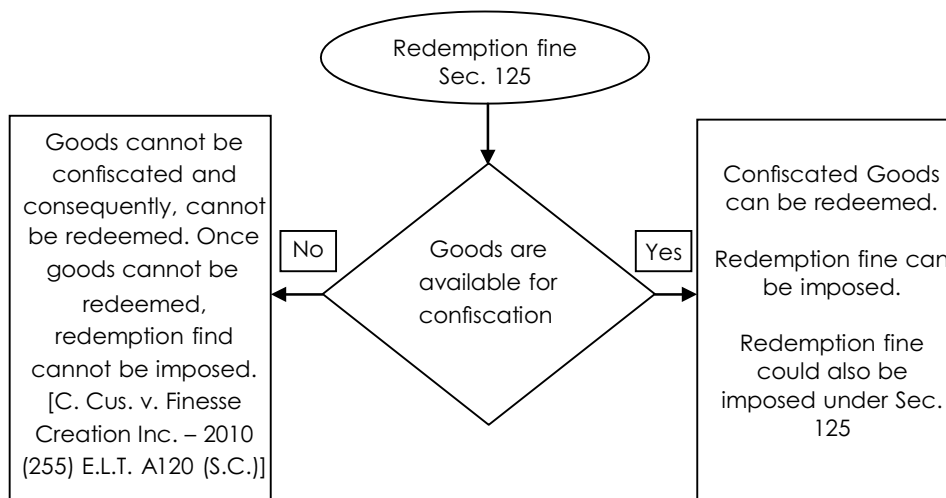 Redemption fine
Sec. 125
Goods cannot be
confiscated and
consequently, cannot
be redeemed. Once
goods cannot be
redeemed,
redemption find
cannot be imposed.
[C. Cus. v. Finesse
Creation Inc. – 2010
(255) E.L.T. A120 (S.C.)]
No
Goods are
available for
confiscation
Yes
Confiscated Goods
can be redeemed.
Redemption fine can
be imposed.
Redemption fine
could also be
imposed under Sec.
125